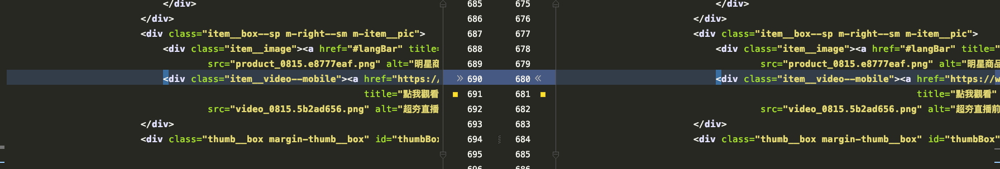 </div> 685 675 </div>
</div> 686 676 </div>
<div class="item__box--sp m-right--sm m-item__pic"> 687 677 <div class="item__box--sp m-right--sm m-item__pic">
<div class="item__image"><a href="#langBar" title= 688 678 <div class="item__image"><a href="#langBar" title="
src="product_0815.e8777eaf.png" alt="明星商 689 679 src="product_0815.e8777eaf.png" alt="明星商品
<div class="item__video--mobile"><a href="https:/ » 690 680 « <div class="item__video--mobile"><a href="https://w
title="點我觀看 691 681 title="點我觀看"
src="video_0815.5b2ad656.png" alt="超夯直播 692 682 src="video_0815.5b2ad656.png" alt="超夯直播前
</div> 693 683 </div>
<div class="thumb__box margin-thumb__box" id="thumbBox 694 684 <div class="thumb__box margin-thumb__box" id="thumbBox"
695 685
696 686